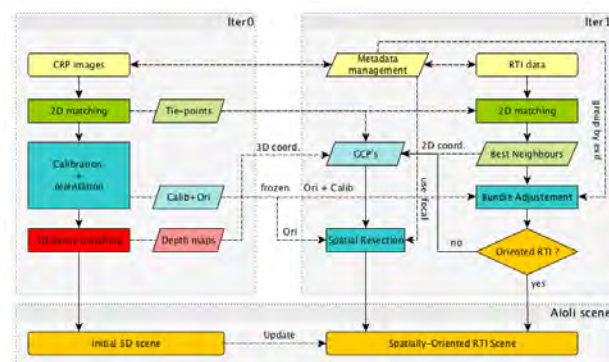 Iter0
Iter1
CRP images
Metadata
management
RTI data
2D matching
Tie-points
2D matching
group by exif
3D coord.
GCP's
2D coord.
Best Neighbours
Calibration
+
orientation
use focal
Calib+Ori
frozen
Ori + Calib
Bundle Adjustement
3D dense matching
Depth maps
Ori
Spatial Resection
no
Oriented RTI ?
yes
Aioli scene
Initial 3D scene
Update
Spatially-Oriented RTI Scene